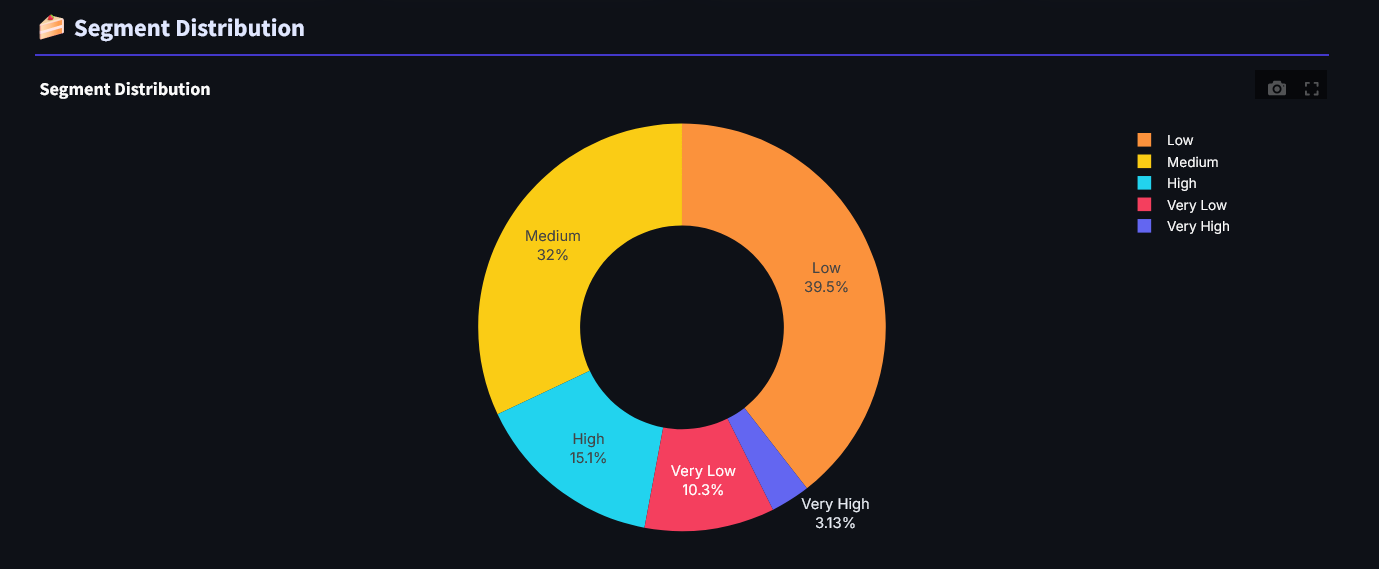 Segment Distribution
Segment Distribution
Low
Medium
High
Very Low
Very High
Medium
32%
Low
39.5%
High
15.1%
Very Low
10.3%
Very High
3.13%